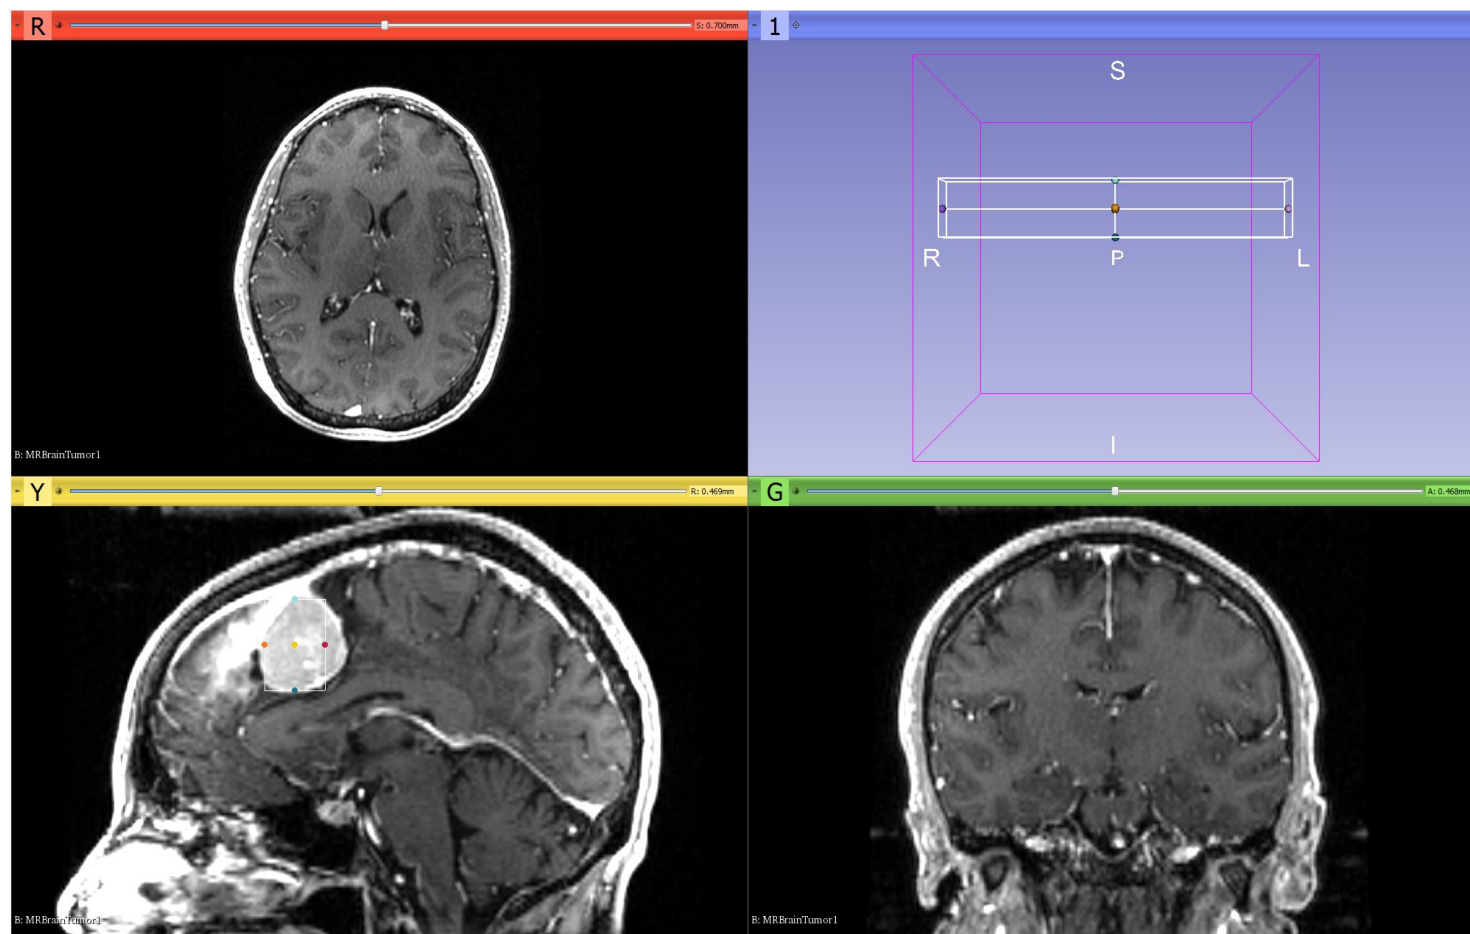 R
S: 0.700mm
1
S
R
P
L
I
B: MRBrainTumor1
Y
R: 0.469mm
G
A: 0.468mm
B: MRBrainTumor1
B: MRBrainTumor1